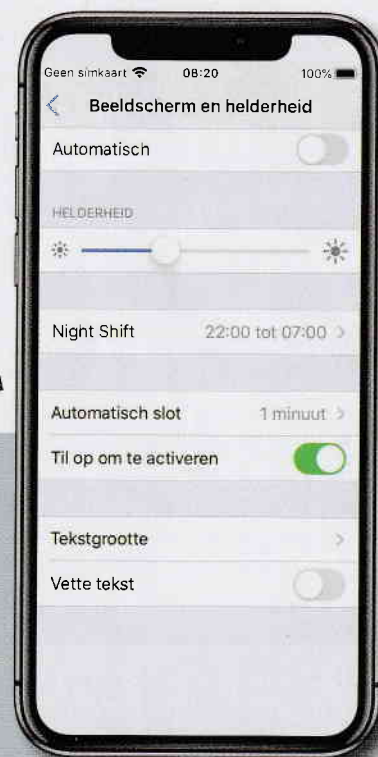 Geen simkaart 08:20 100%
Beeldscherm en helderheid
Automatisch
HELDERHEID
Night Shift 22:00 tot 07:00
Automatisch slot 1 minuut
Til op om te activeren
Tekstgrootte
Vette tekst